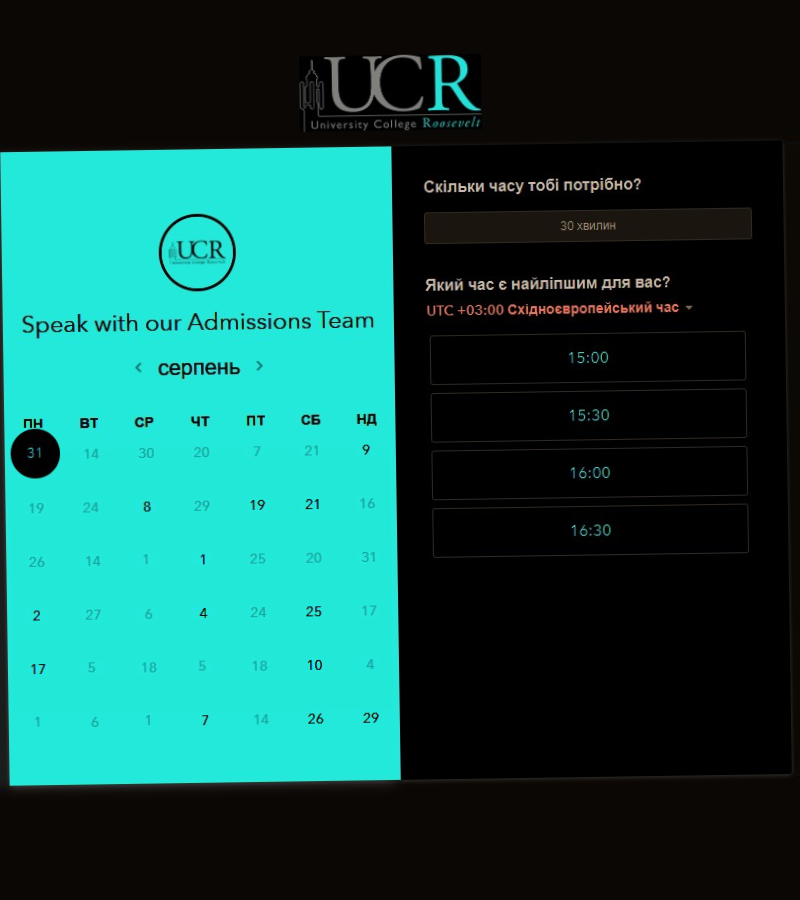 UCR
University College Roosevelt
UCR
Speak with our Admissions Team
серпень
ПН ВТ СР ЧТ ПТ СБ НД
31 14 30 20 7 21 9
19 24 8 29 19 21 16
26 14 1 1 25 20 31
2 27 6 4 24 25 17
17 5 18 5 18 10 4
1 6 1 7 14 26 29
Скільки часу тобі потрібно?
30 хвилин
Який час є найліпшим для вас?
UTC +03:00 Східноєвропейський час
15:00
15:30
16:00
16:30